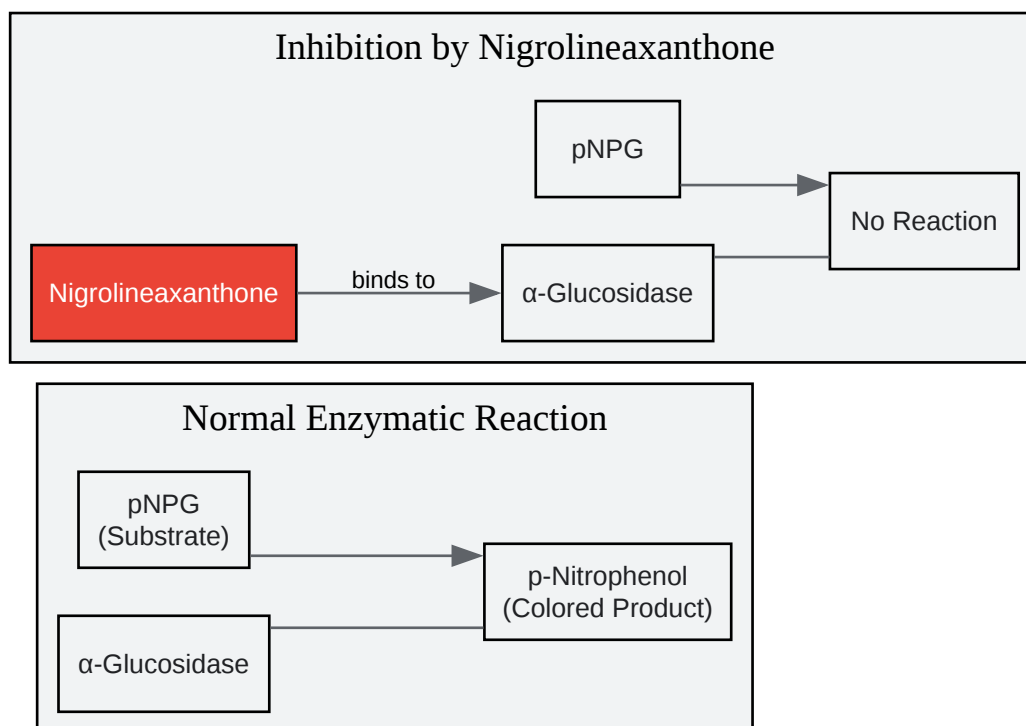 Inhibition by Nigrolineaxanthone
pNPG
No Reaction
Nigrolineaxanthone
binds to
α-Glucosidase
Normal Enzymatic Reaction
pNPG
(Substrate)
p-Nitrophenol
(Colored Product)
α-Glucosidase